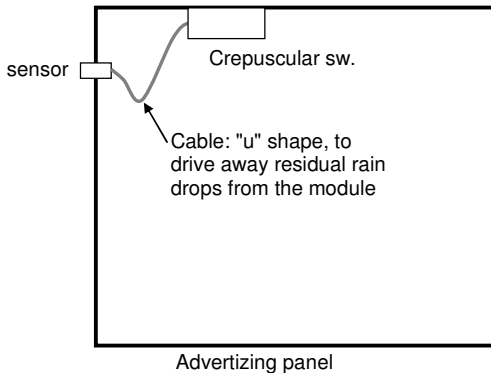 sensor
Crepuscular sw.
Cable: "u" shape, to
drive away residual rain
drops from the module
Advertizing panel